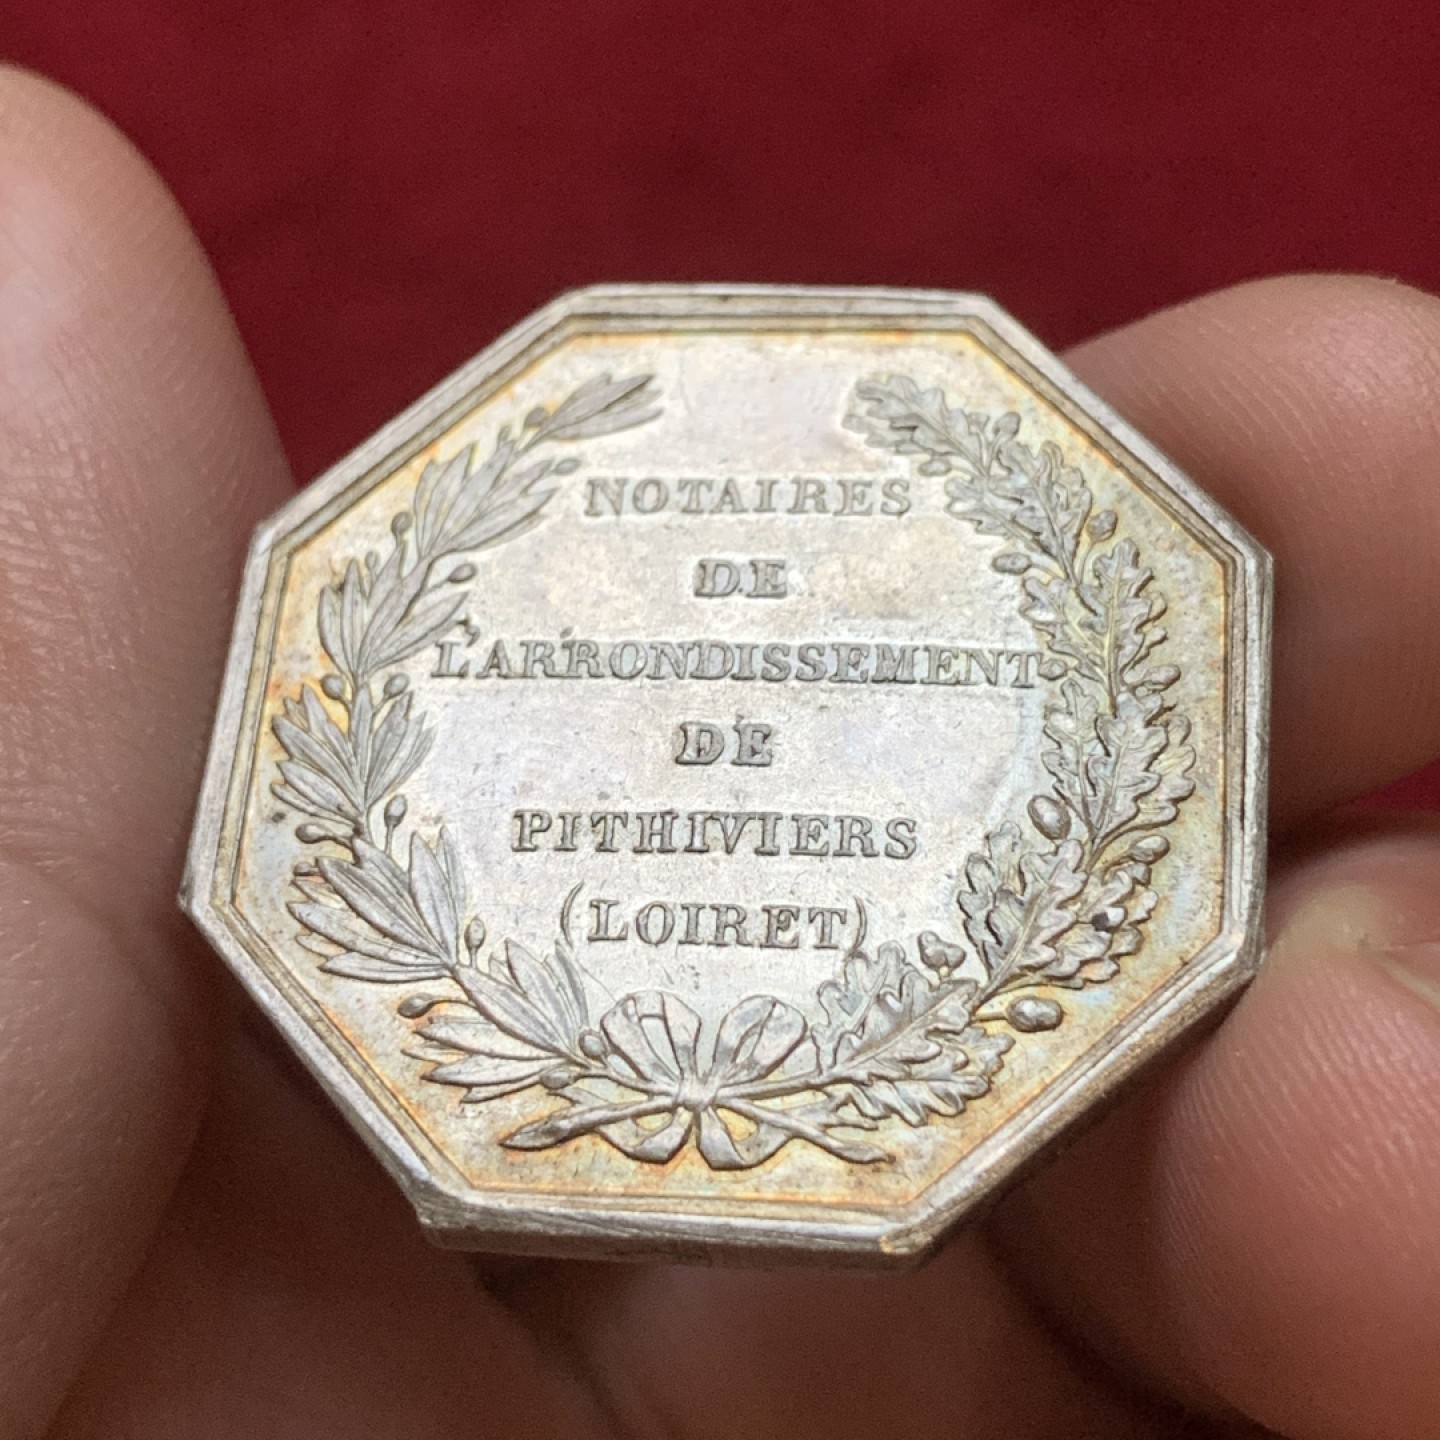 NOTAIRES
DE
L'ARRONDISSEMENT
DE
PITHIVIERS
(LOIRET)